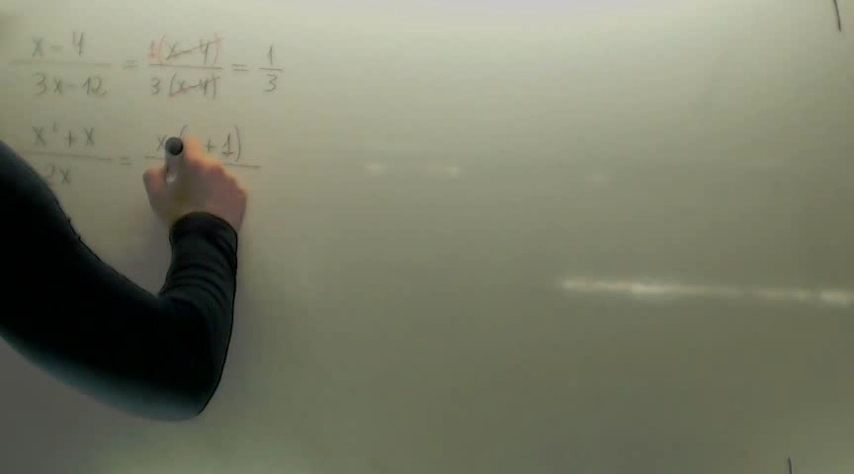 x - 4 / 3x - 12 = 1(x - 4) / 3(x - 4) = 1 / 3
x² + x / 2x = x( + 1)